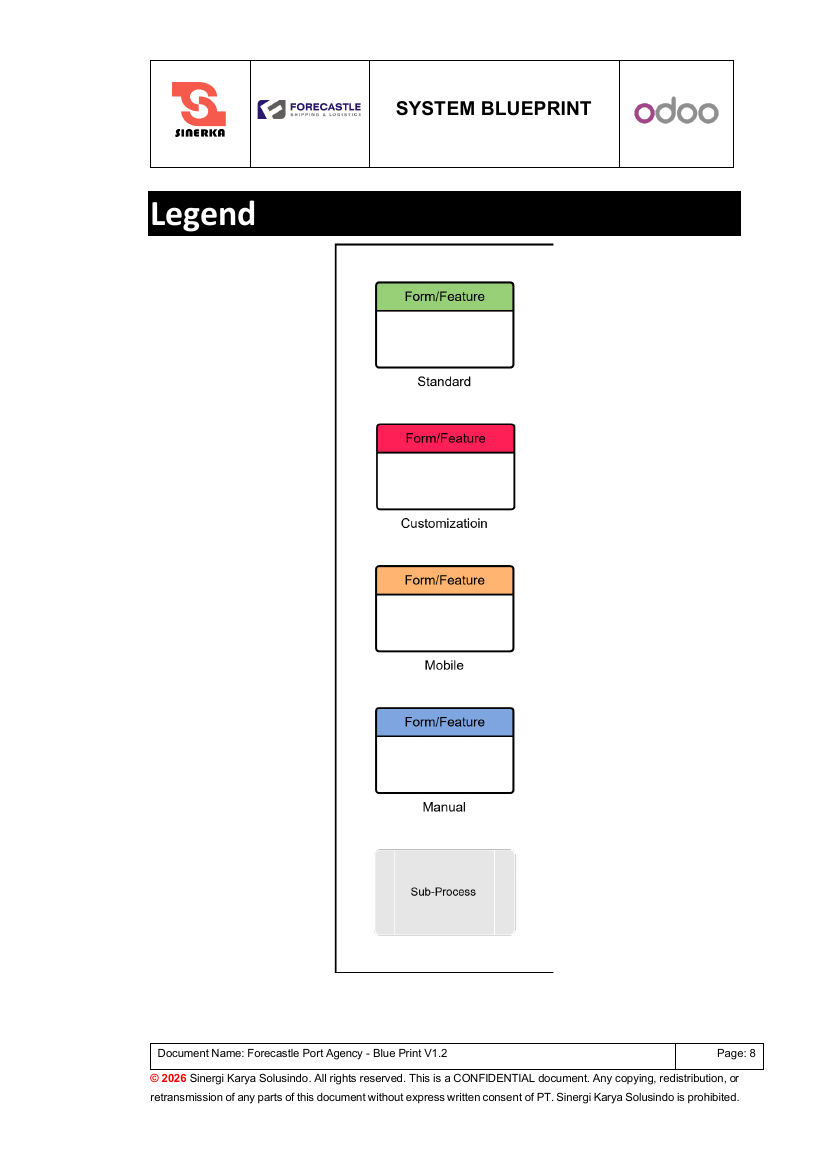 SINERKA
FORECASTLE
SHIPPING & LOGISTICS
SYSTEM BLUEPRINT
odoo
Legend
Form/Feature
Standard
Form/Feature
Customizatioin
Form/Feature
Mobile
Form/Feature
Manual
Sub-Process
Document Name: Forecastle Port Agency - Blue Print V1.2
Page: 8
© 2026 Sinergi Karya Solusindo. All rights reserved. This is a CONFIDENTIAL document. Any copying, redistribution, or
retransmission of any parts of this document without express written consent of PT. Sinergi Karya Solusindo is prohibited.